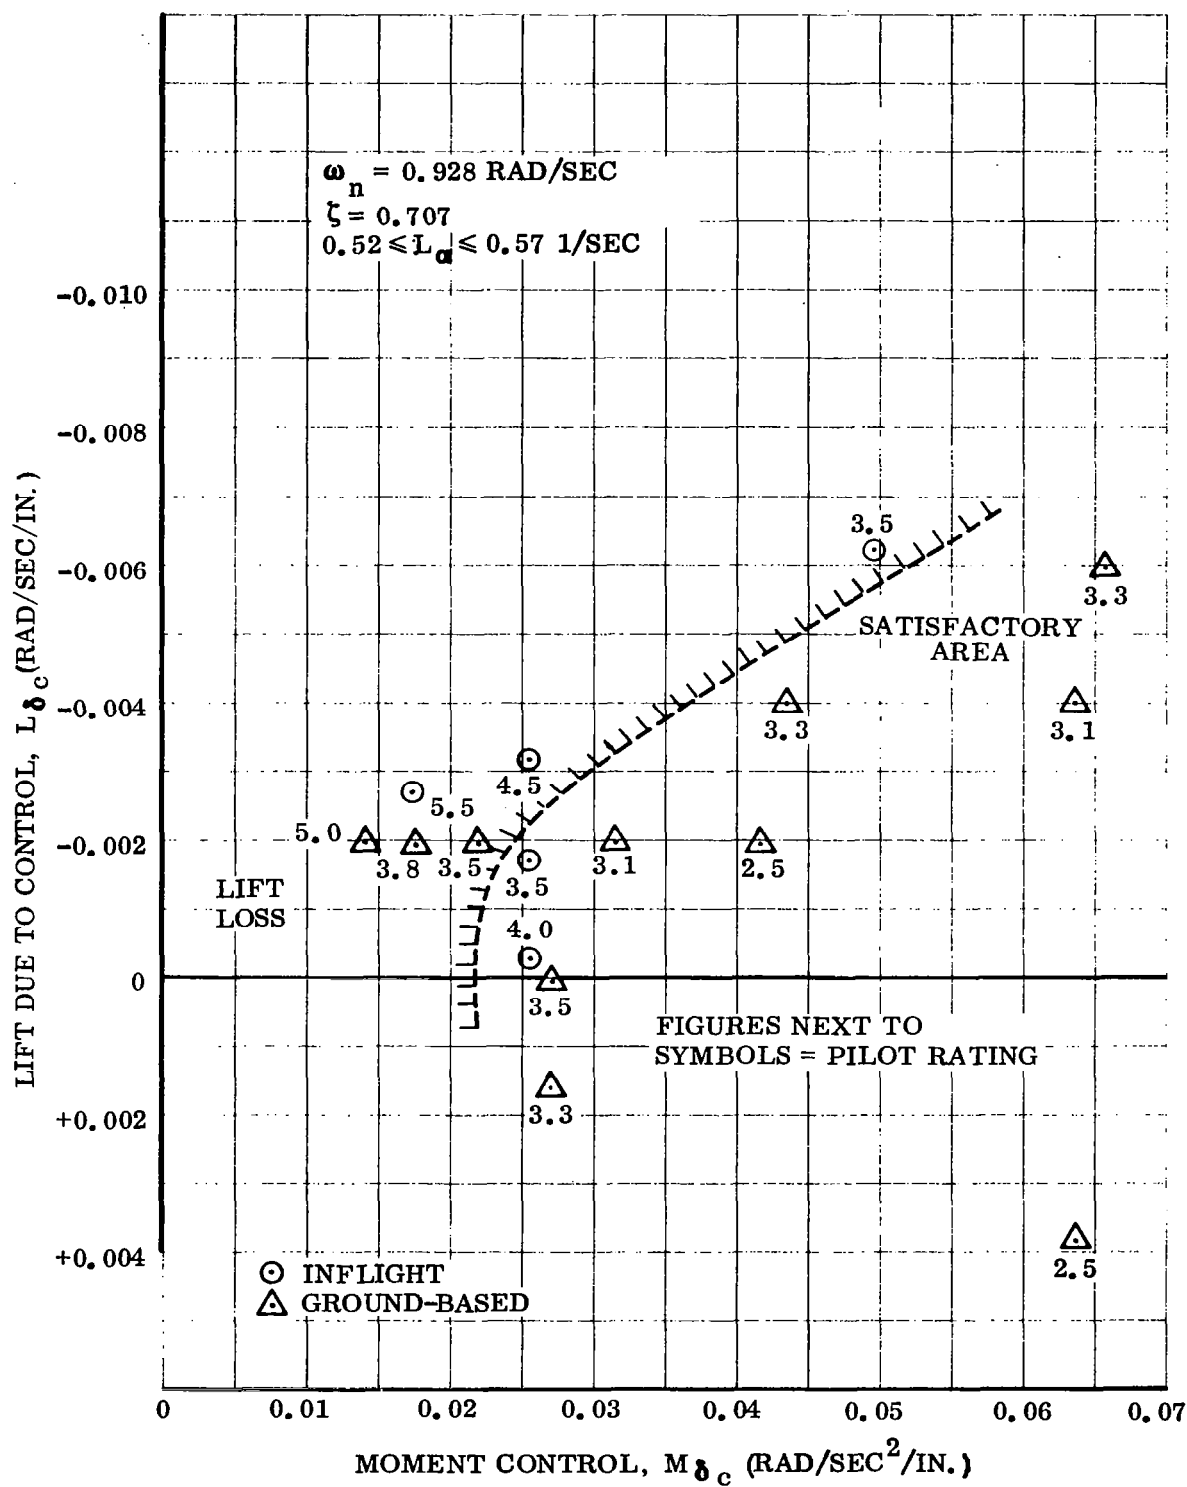 ωn = 0.928 RAD/SEC
ζ = 0.707
0.52 ≤ Lα ≤ 0.57 1/SEC
-0.010
-0.008
-0.006
-0.004
-0.002
0
+0.002
+0.004
LIFT DUE TO CONTROL, Lδc (RAD/SEC/IN.)
3.5
3.3
SATISFACTORY
AREA
3.3
3.1
4.5
5.5
5.0
3.8
3.5
3.5
3.1
2.5
LIFT
LOSS
4.0
3.5
FIGURES NEXT TO
SYMBOLS = PILOT RATING
3.3
2.5
INFLIGHT
GROUND-BASED
0
0.01
0.02
0.03
0.04
0.05
0.06
0.07
MOMENT CONTROL, Mδc (RAD/SEC²/IN.)